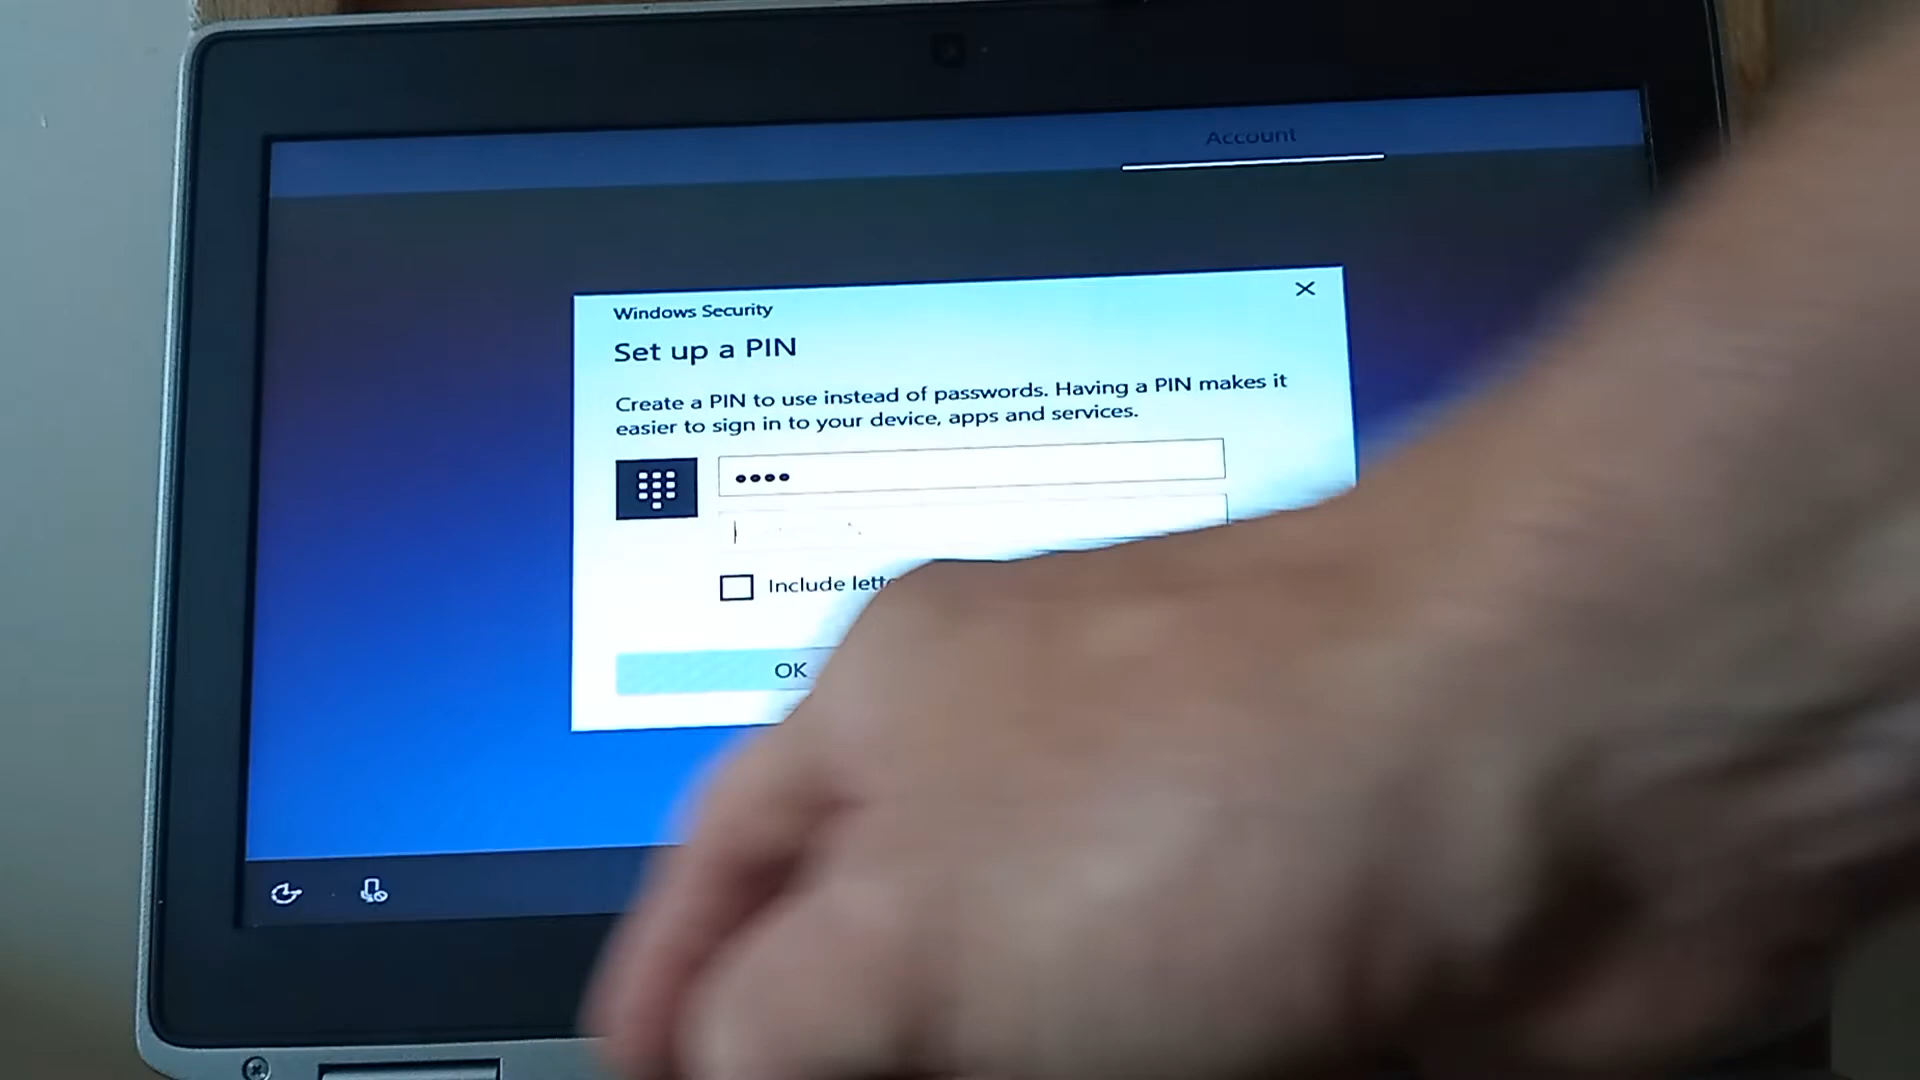 Account
Windows Security
Set up a PIN
Create a PIN to use instead of passwords. Having a PIN makes it
easier to sign in to your device, apps and services.
Include
OK